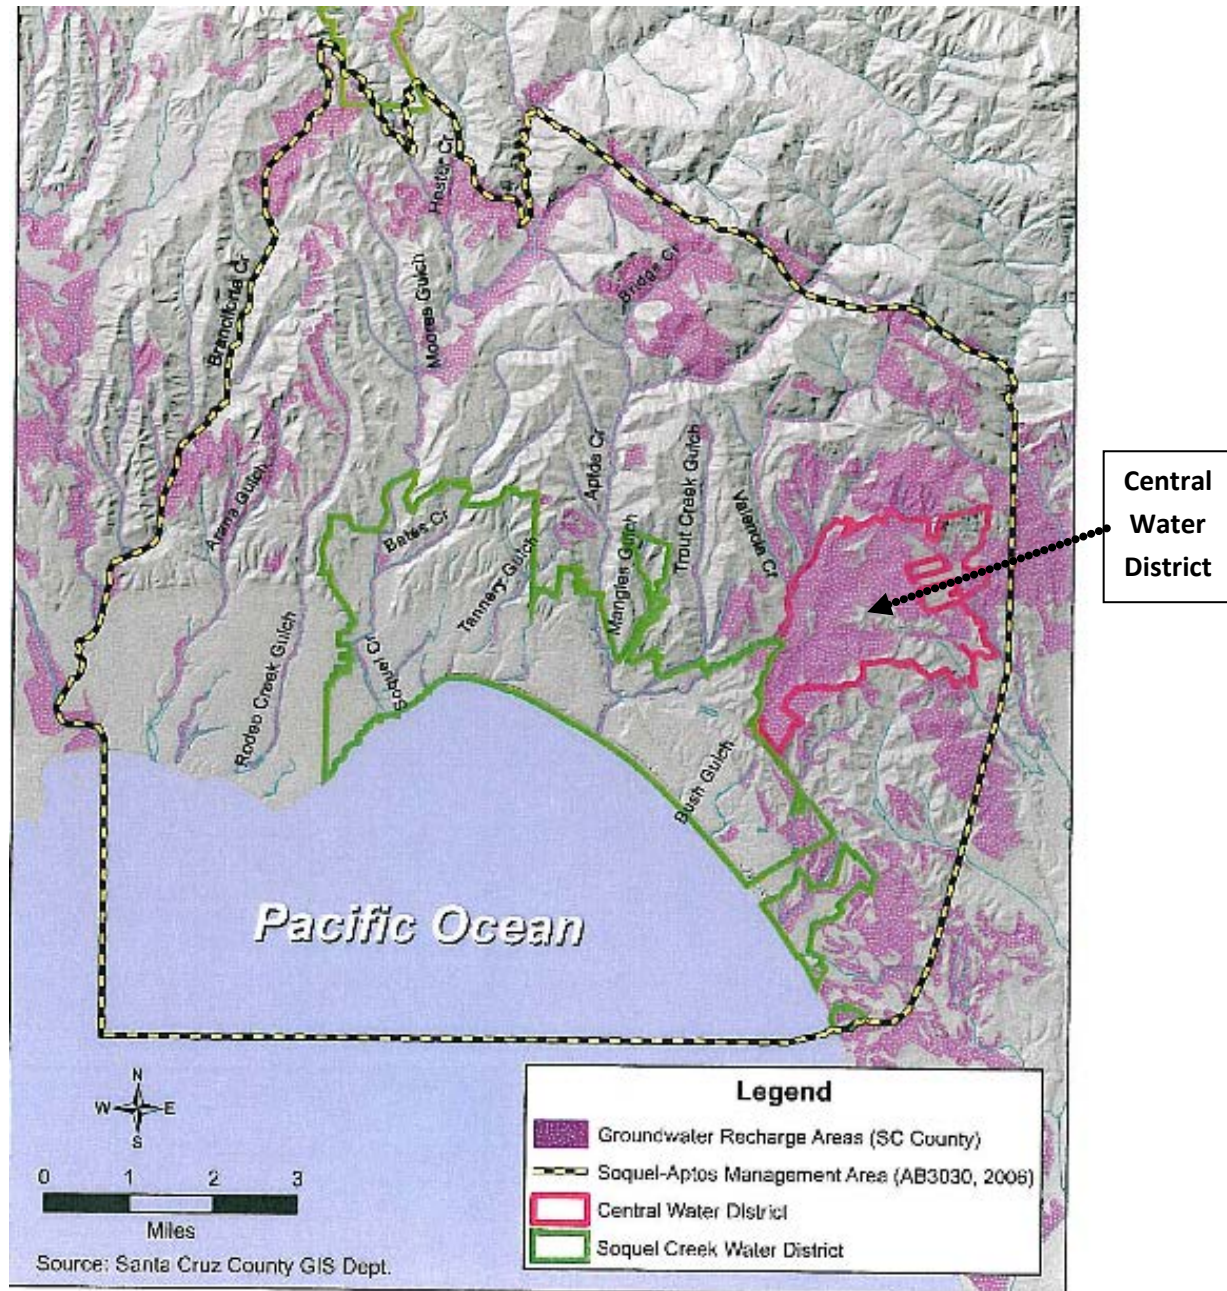 Hester Cr
Branciforte Cr
Moores Gulch
Bridge Cr
Arana Gulch
Aptos Cr
Trout Creek Gulch
Valencia Cr
Bates Cr
Tannery Gulch
Mangles Gulch
Soquel Cr
Rodeo Creek Gulch
Bush Gulch
Central
Water
District
Pacific Ocean
N
W E
S
0 1 2 3
Miles
Source: Santa Cruz County GIS Dept.
Legend
Groundwater Recharge Areas (SC County)
Soquel-Aptos Management Area (AB3030, 2006)
Central Water District
Soquel Creek Water District